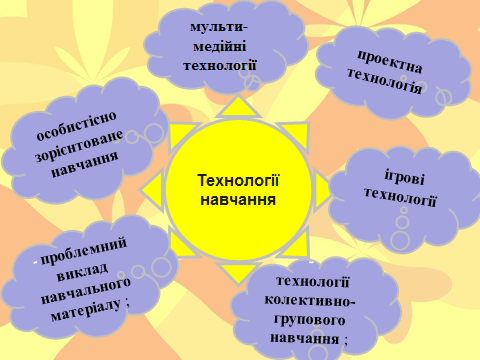 мульти-
медійні
технології
проектна
технологія
особистісно
зорієнтоване
навчання
Технології
навчання
ігрові
технології
- проблемний
виклад
навчального
матеріалу ;
- технології
колективно-
групового
навчання ;